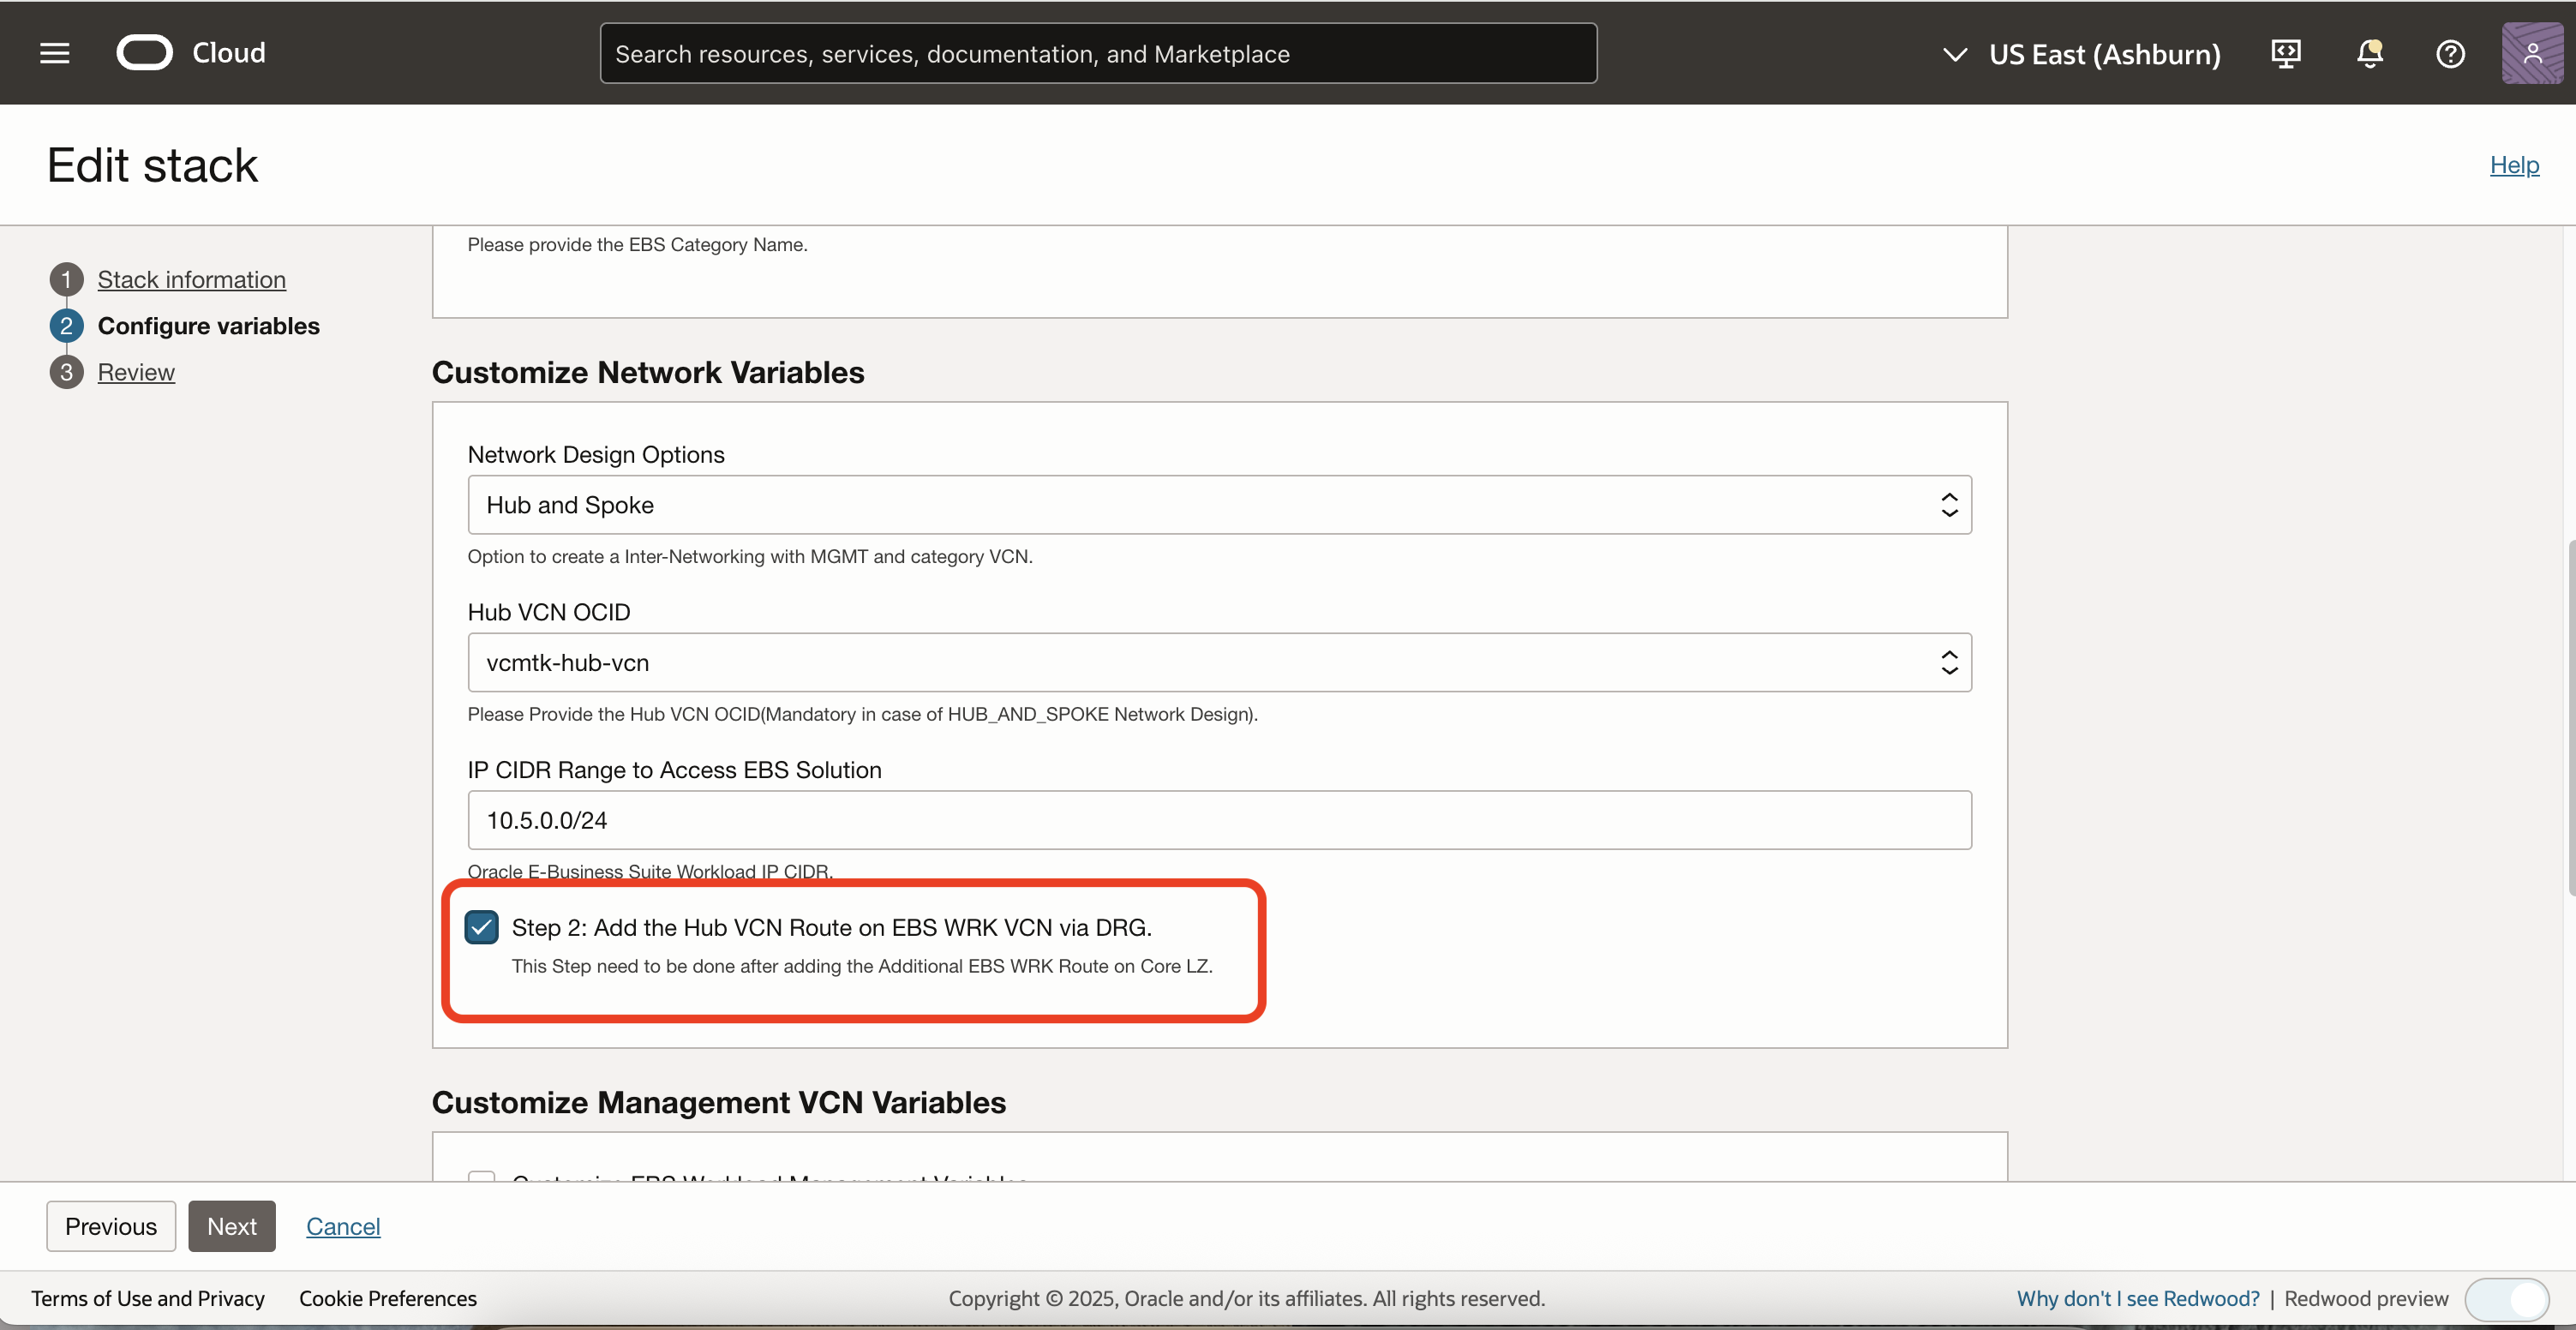 Cloud
Search resources, services, documentation, and Marketplace
US East (Ashburn)
Edit stack
Help
1 Stack information
2 Configure variables
3 Review
Please provide the EBS Category Name.
Customize Network Variables
Network Design Options
Hub and Spoke
Option to create a Inter-Networking with MGMT and category VCN.
Hub VCN OCID
vcmtk-hub-vcn
Please Provide the Hub VCN OCID(Mandatory in case of HUB_AND_SPOKE Network Design).
IP CIDR Range to Access EBS Solution
10.5.0.0/24
Oracle E-Business Suite Workload IP CIDR.
Step 2: Add the Hub VCN Route on EBS WRK VCN via DRG.
This Step need to be done after adding the Additional EBS WRK Route on Core LZ.
Customize Management VCN Variables
Customize EBS Workload Management Variables
Previous Next Cancel
Terms of Use and Privacy Cookie Preferences Copyright © 2025, Oracle and/or its affiliates. All rights reserved. Why don't I see Redwood? | Redwood preview